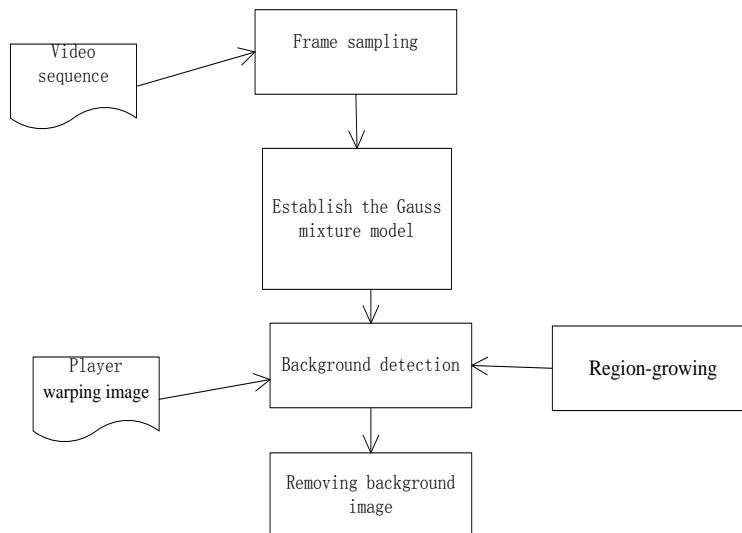 Video
sequence
Frame sampling
Establish the Gauss
mixture model
Player
warping image
Background detection
Region-growing
Removing background
image